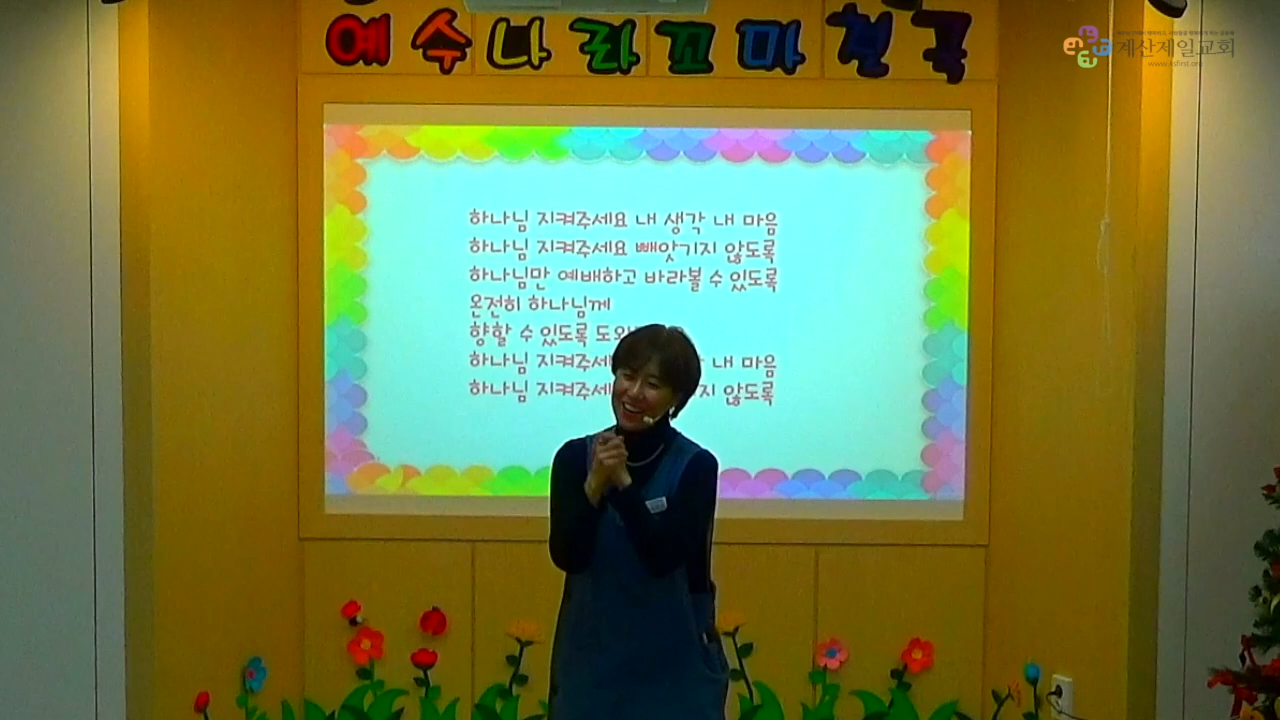 예수나라꼬마천국
계산제일교회
www.ksfirst.org
하나님 지켜주세요 내 생각 내 마음
하나님 지켜주세요 빼앗기지 않도록
하나님만 예배하고 바라볼 수 있도록
온전히 하나님께
향할 수 있도록
하나님 지켜주세 내 마음
하나님 지켜주세 지 않도록